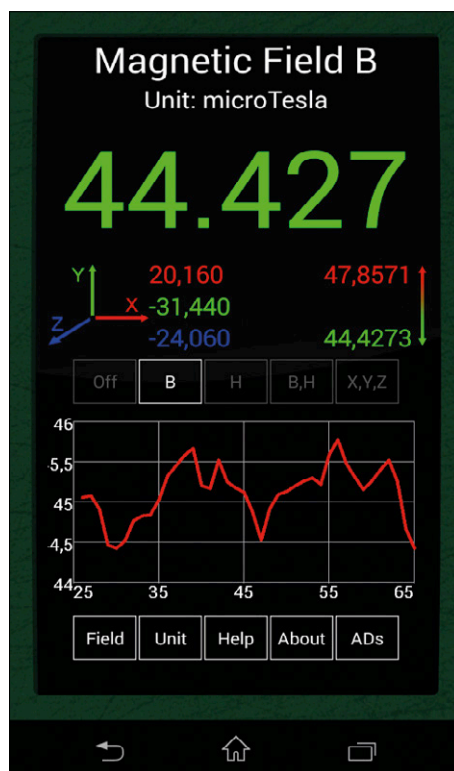 Magnetic Field B
Unit: microTesla
44.427
Y
20,160
47,8571
X
-31,440
Z
-24,060
44,4273
Off B H B,H X,Y,Z
46
5,5
45
4,5
44
25 35 45 55 65
Field Unit Help About ADs